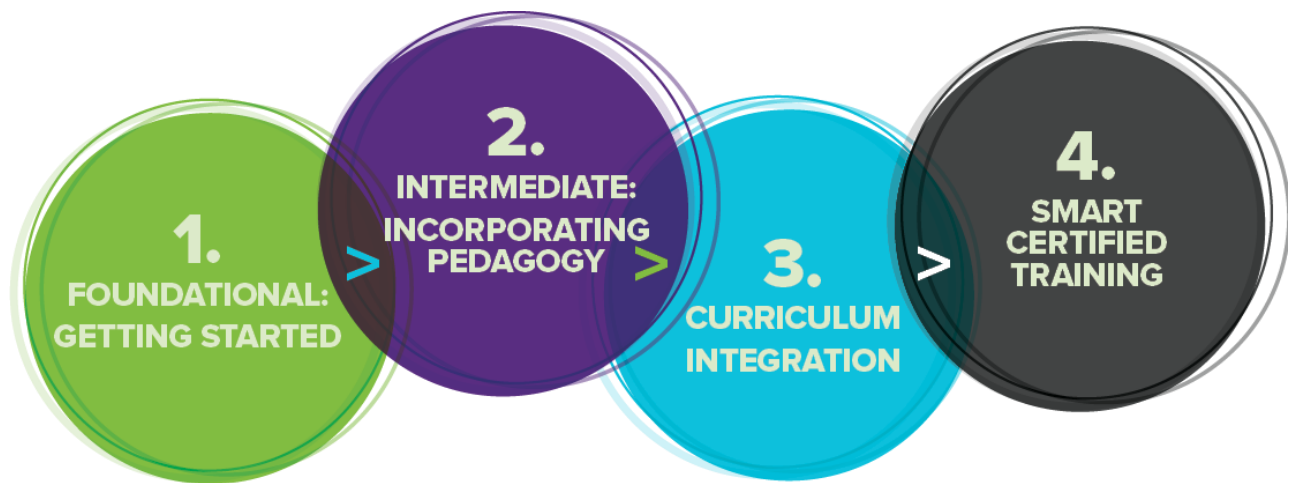 1.
FOUNDATIONAL:
GETTING STARTED
>
2.
INTERMEDIATE:
INCORPORATING
PEDAGOGY
>
3.
CURRICULUM
INTEGRATION
>
4.
SMART
CERTIFIED
TRAINING